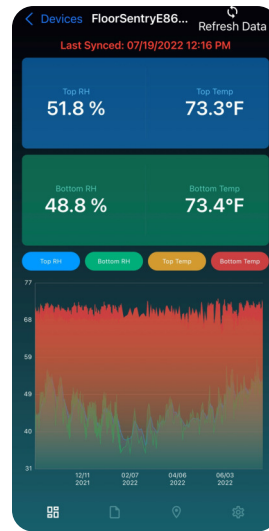 Devices FloorSentryE86... Refresh Data
Last Synced: 07/19/2022 12:16 PM
Top RH Top Temp
51.8 % 73.3°F
Bottom RH Bottom Temp
48.8 % 73.4°F
Top RH Bottom RH Top Temp Bottom Temp
77
68
59
49
40
31
12/11 02/07 04/06 06/03
2021 2022 2022 2022